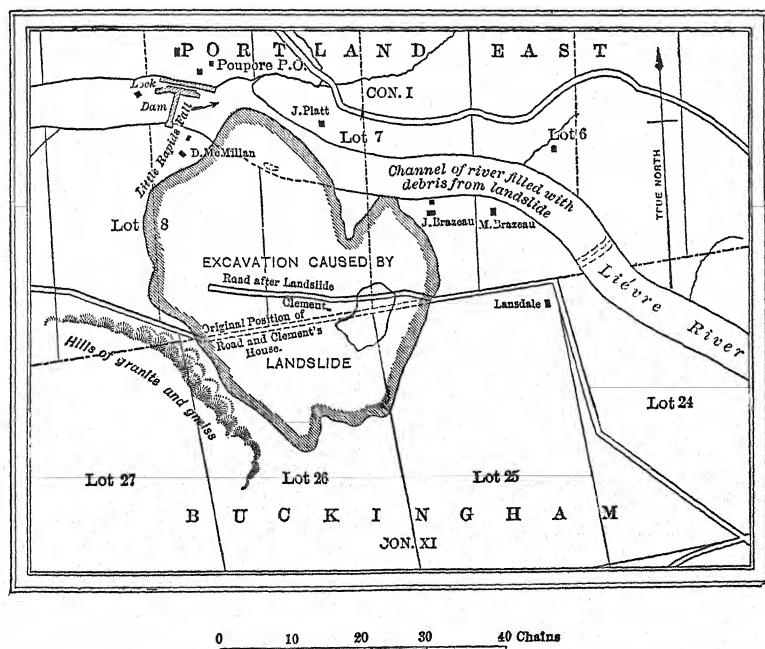 PORTLAND EAST
Poupore P.O.
Lock
CON. I
Dam
Little Rapids Fall
J. Platt
Lot 7
Lot 6
D. McMillan
Channel of river filled with
debris from landslide
TRUE NORTH
Lot 8
J. Brazeau
M. Brazeau
EXCAVATION CAUSED BY
Road after Landslide
Clement
Lansdale
Liévre River
Original Position of
Road and Clement's
House.
LANDSLIDE
Hills of granite and gneiss
Lot 24
Lot 27
Lot 26
Lot 25
BUCKINGHAM
CON. XI
0 10 20 30 40 Chains